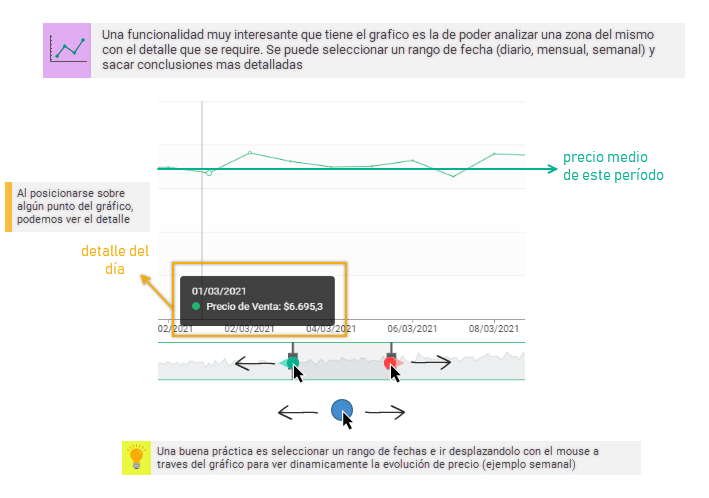 Una funcionalidad muy interesante que tiene el grafico es la de poder analizar una zona del mismo
con el detalle que se require. Se puede seleccionar un rango de fecha (diario, mensual, semanal) y
sacar conclusiones mas detalladas
precio medio
de este período
Al posicionarse sobre
algún punto del gráfico,
podemos ver el detalle
detalle del
día
01/03/2021
Precio de Venta: $6.695,3
02/2021 02/03/2021 04/03/2021 06/03/2021 08/03/2021
Una buena práctica es seleccionar un rango de fechas e ir desplazandolo con el mouse a
traves del gráfico para ver dinamicamente la evolución de precio (ejemplo semanal)